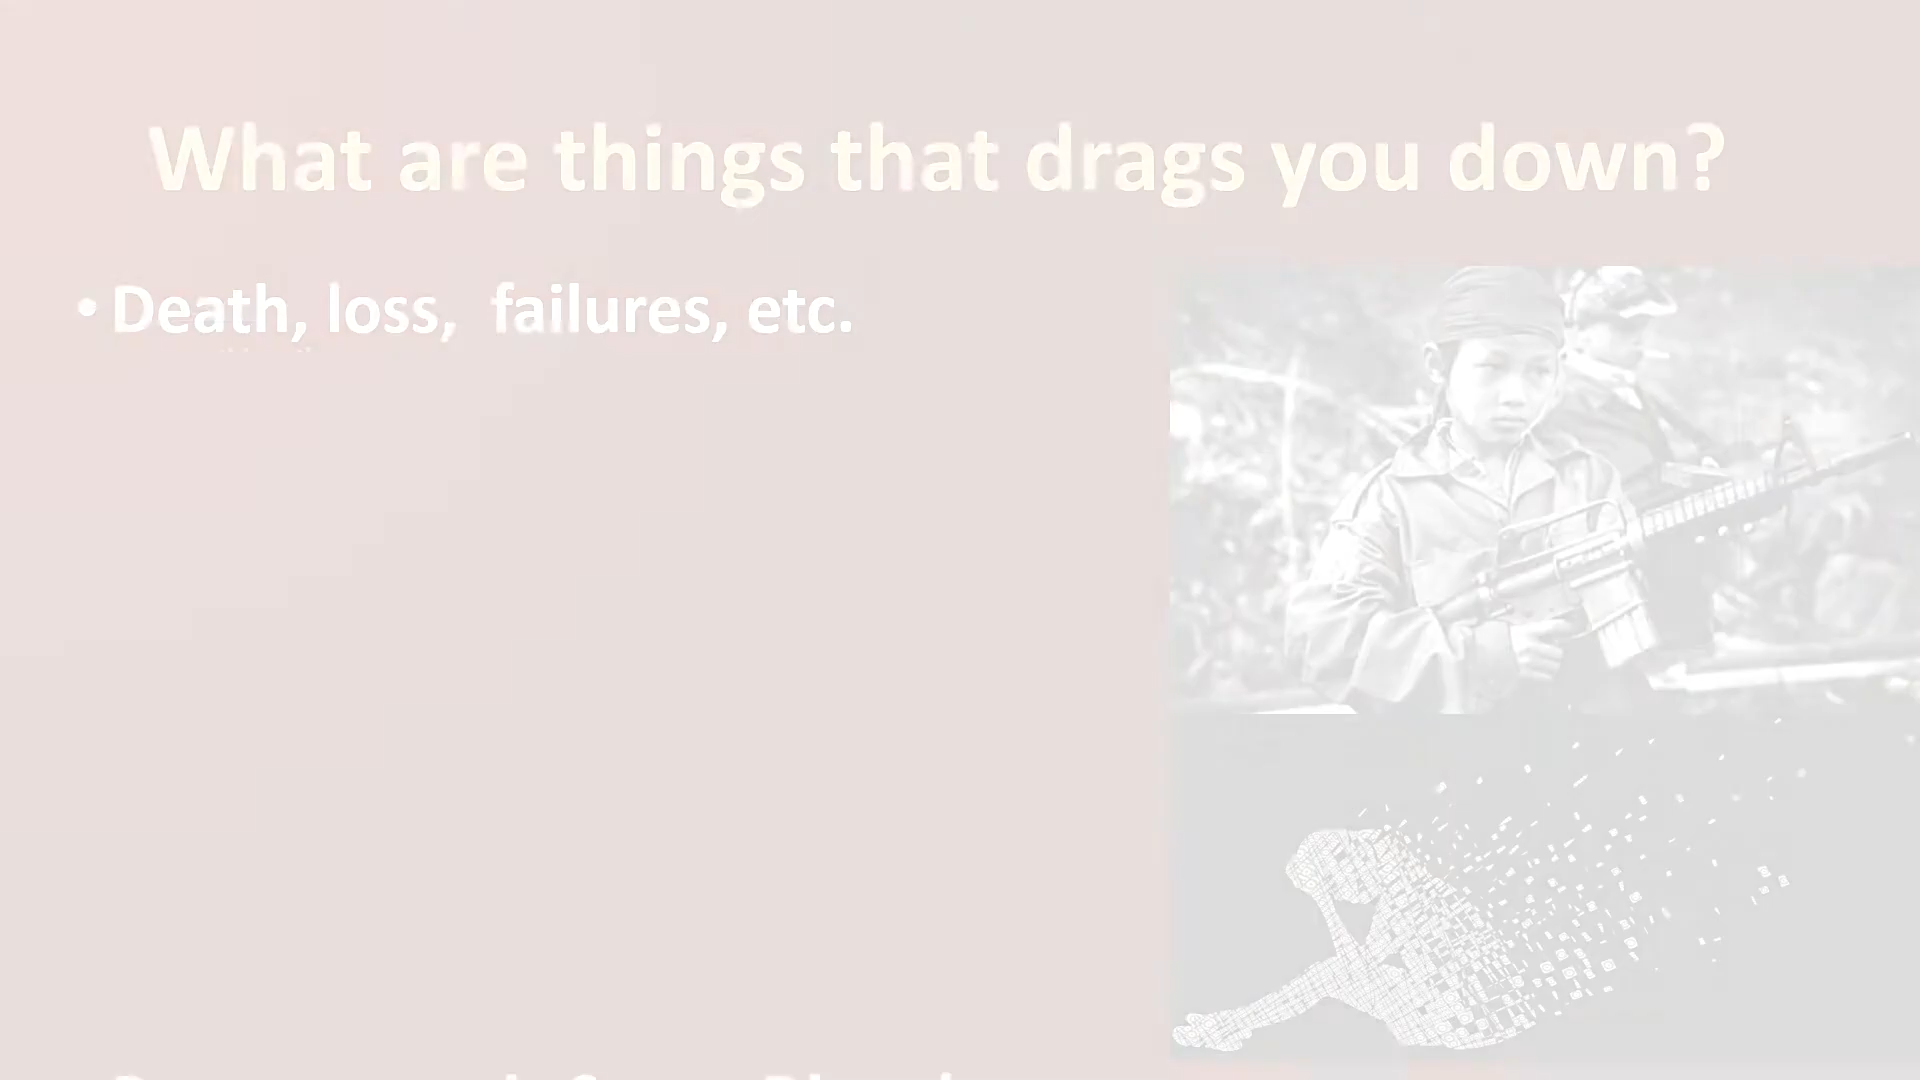 What are things that drags you down?
• Death, loss,  failures, etc.